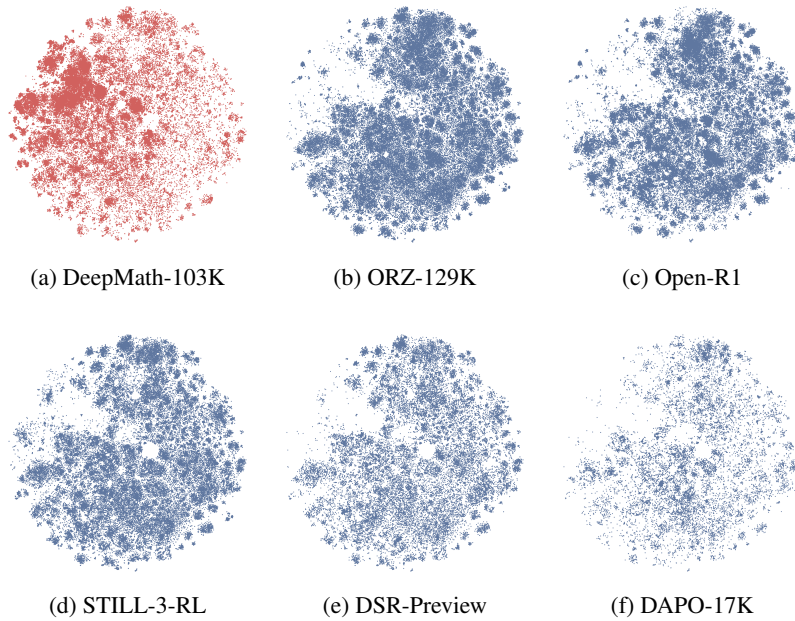 (a) DeepMath-103K
(b) ORZ-129K
(c) Open-R1
(d) STILL-3-RL
(e) DSR-Preview
(f) DAPO-17K